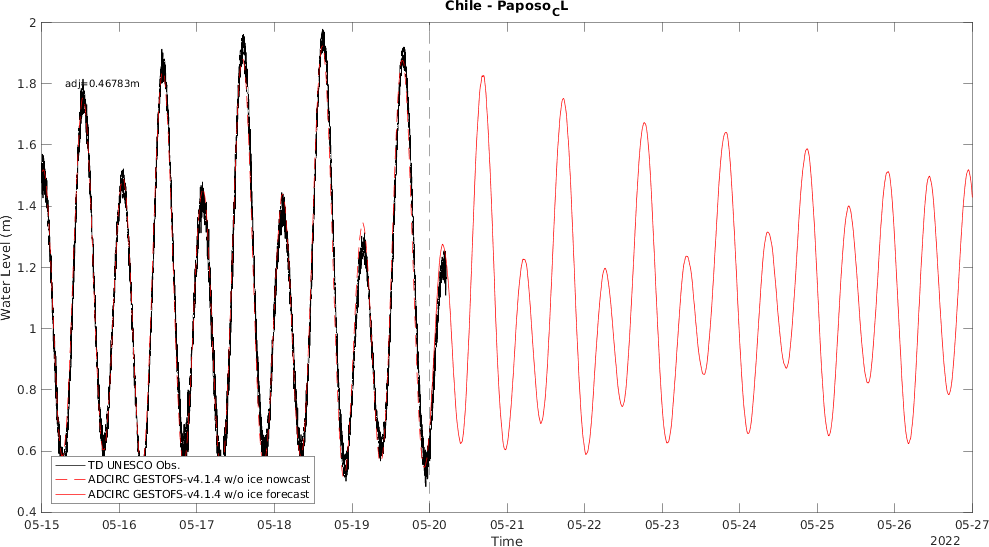 Chile - Paposo_CL
2
1.8
1.6
1.4
1.2
1
0.8
0.6
0.4
Water Level (m)
adj=0.46783m
TD UNESCO Obs.
ADCIRC GESTOFS-v4.1.4 w/o ice nowcast
ADCIRC GESTOFS-v4.1.4 w/o ice forecast
05-15 05-16 05-17 05-18 05-19 05-20 05-21 05-22 05-23 05-24 05-25 05-26 05-27
Time
2022